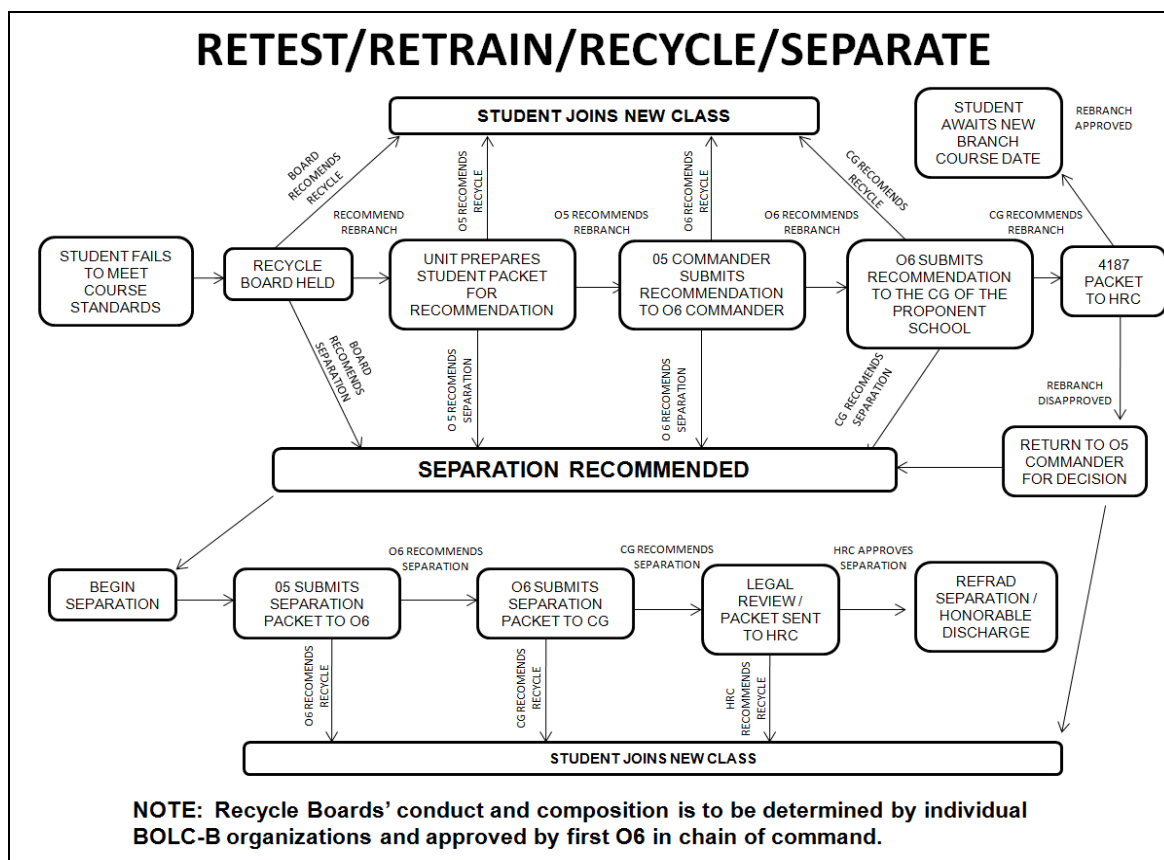 RETEST/RETRAIN/RECYCLE/SEPARATE
STUDENT JOINS NEW CLASS
STUDENT
AWAITS NEW
BRANCH
COURSE DATE
REBRANCH
APPROVED
BOARD
RECOMENDS
RECYCLE
O5 RECOMENDS
RECYCLE
O6 RECOMENDS
RECYCLE
CG RECOMENDS
RECYCLE
RECOMMEND
REBRANCH
O5 RECOMMENDS
REBRANCH
O6 RECOMMENDS
REBRANCH
CG RECOMMENDS
REBRANCH
STUDENT FAILS
TO MEET
COURSE
STANDARDS
RECYCLE
BOARD HELD
UNIT PREPARES
STUDENT PACKET
FOR
RECOMMENDATION
05 COMMANDER
SUBMITS
RECOMMENDATION
TO O6 COMMANDER
O6 SUBMITS
RECOMMENDATION
TO THE CG OF THE
PROPONENT
SCHOOL
4187
PACKET
TO HRC
BOARD
RECOMENDS
SEPARATION
O 5 RECOMENDS
SEPARATION
O 6 RECOMENDS
SEPARATION
CG RECOMENDS
SEPARATION
REBRANCH
DISAPPROVED
SEPARATION RECOMMENDED
RETURN TO O5
COMMANDER
FOR DECISION
BEGIN
SEPARATION
05 SUBMITS
SEPARATION
PACKET TO O6
O6 RECOMMENDS
SEPARATION
O6 SUBMITS
SEPARATION
PACKET TO CG
CG RECOMMENDS
SEPARATION
LEGAL
REVIEW /
PACKET SENT
TO HRC
HRC APPROVES
SEPARATION
REFRAD
SEPARATION /
HONORABLE
DISCHARGE
O6 RECOMENDS
RECYCLE
CG RECOMENDS
RECYCLE
HRC
RECOMMENDS
RECYCLE
STUDENT JOINS NEW CLASS
NOTE: Recycle Boards' conduct and composition is to be determined by individual
BOLC-B organizations and approved by first O6 in chain of command.